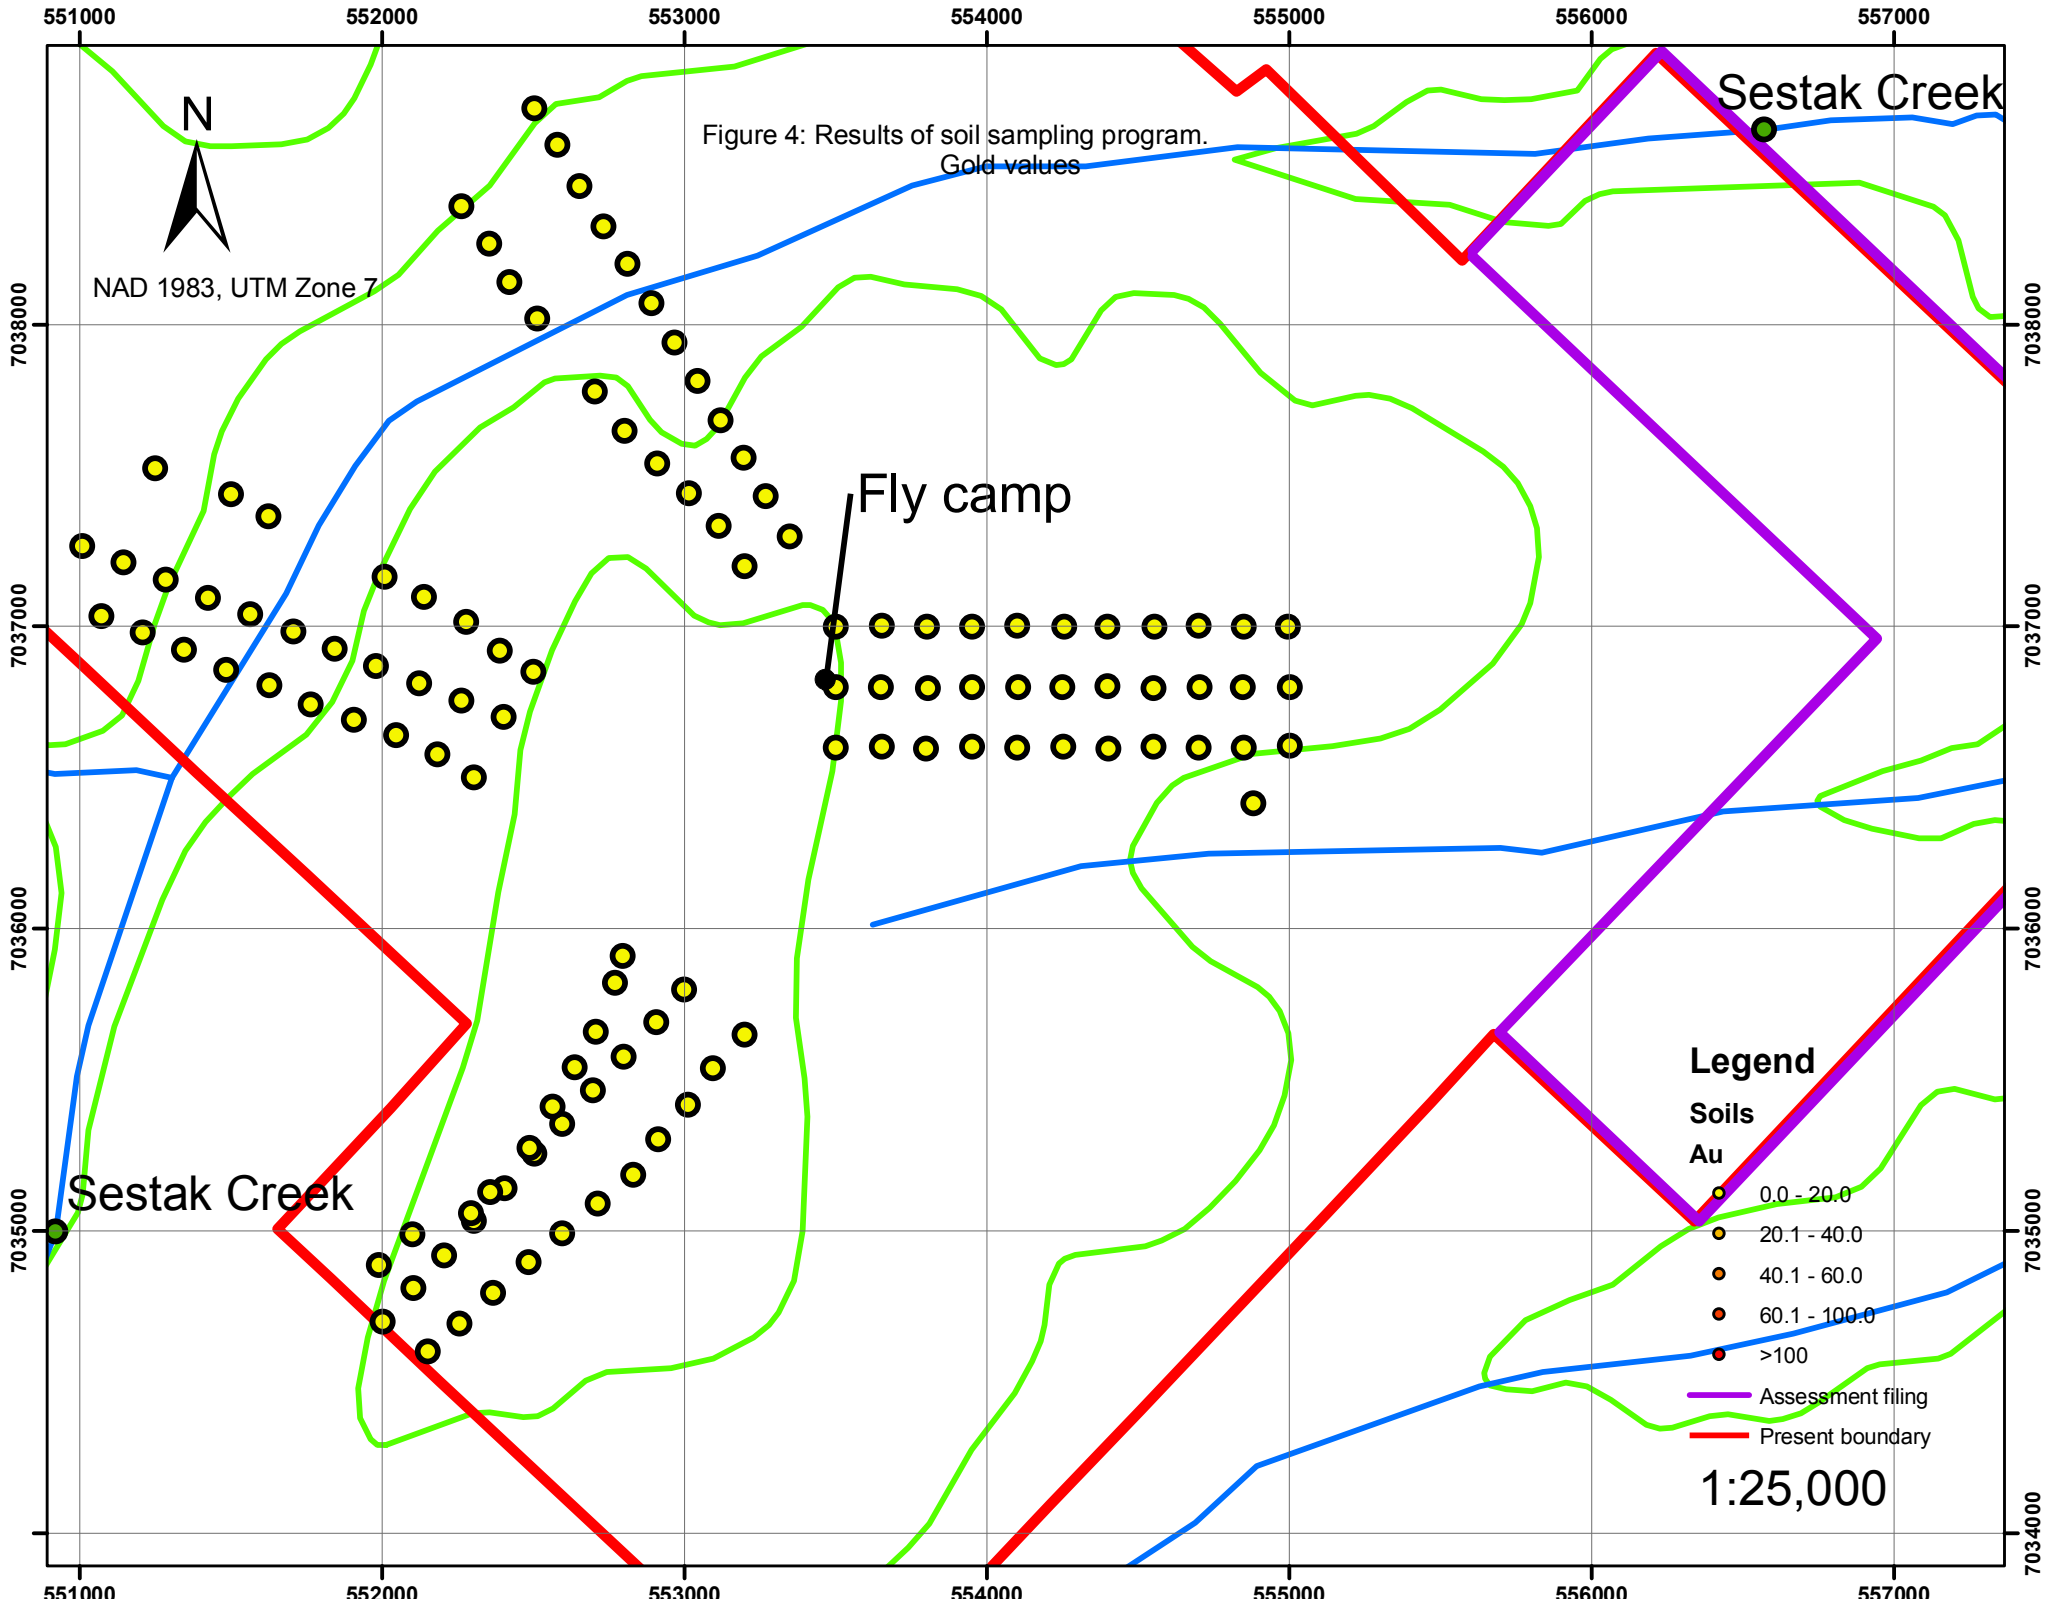 551000 552000 553000 554000 555000 556000 557000
Sestak Creek
N
Figure 4: Results of soil sampling program.
Gold values
NAD 1983, UTM Zone 7
7038000 7038000
Fly camp
7037000 7037000
7036000 7036000
Legend
Soils
Au
Sestak Creek
7035000 7035000
0.0 - 20.0
20.1 - 40.0
40.1 - 60.0
60.1 - 100.0
>100
Assessment filing
Present boundary
1:25,000
7034000
551000 552000 553000 554000 555000 556000 557000